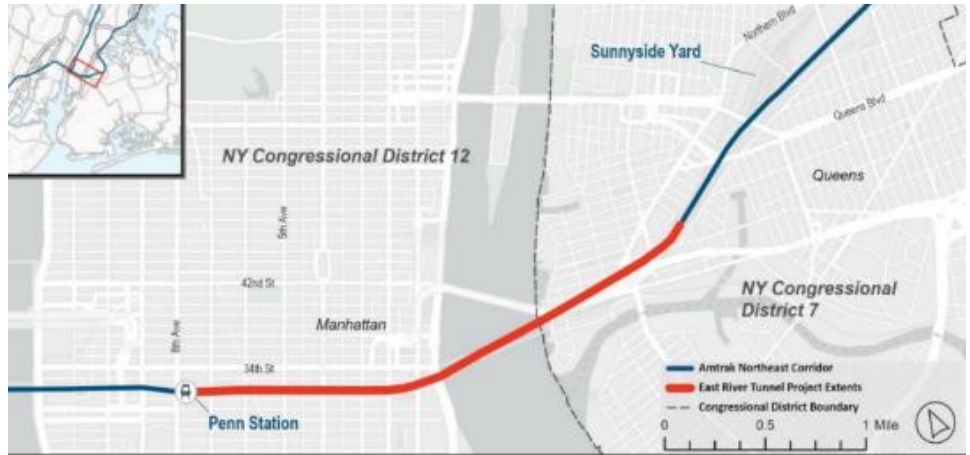 Northern Blvd
Sunnyside Yard
Queens Blvd
NY Congressional District 12
Queens
5th Ave
42nd St
NY Congressional
District 7
Manhattan
8th Ave
34th St
Penn Station
Amtrak Northeast Corridor
East River Tunnel Project Extents
Congressional District Boundary
0 0.5 1 Mile